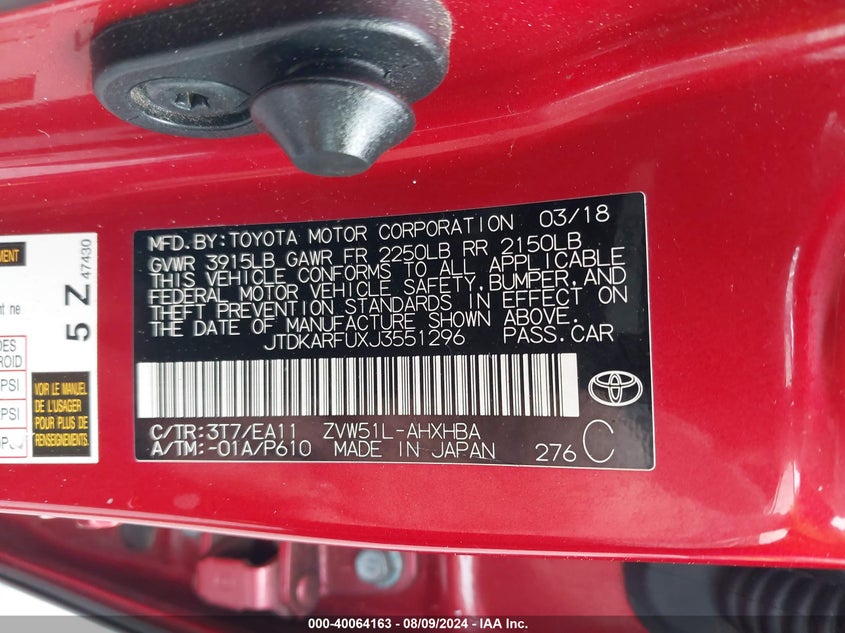 MFD.BY:TOYOTA MOTOR CORPORATION 03/18
GVWR 3915LB GAWR FR 2250LB RR 2150LB
THIS VEHICLE CONFORMS TO ALL APPLICABLE
FEDERAL MOTOR VEHICLE SAFETY,BUMPER,AND
THEFT PREVENTION STANDARDS IN EFFECT ON
THE DATE OF MANUFACTURE SHOWN ABOVE.
JTDKARFUXJ3551296 PASS.CAR
C/TR:3T7/EA11 ZVW51L-AHXHBA
A/TM:-01A/P610 MADE IN JAPAN 276 C
5 Z 47430
VOIR LE MANUEL
DE L'USAGER
POUR PLUS DE
RENSEIGNEMENTS.
000-40064163 - 08/09/2024 - IAA Inc.